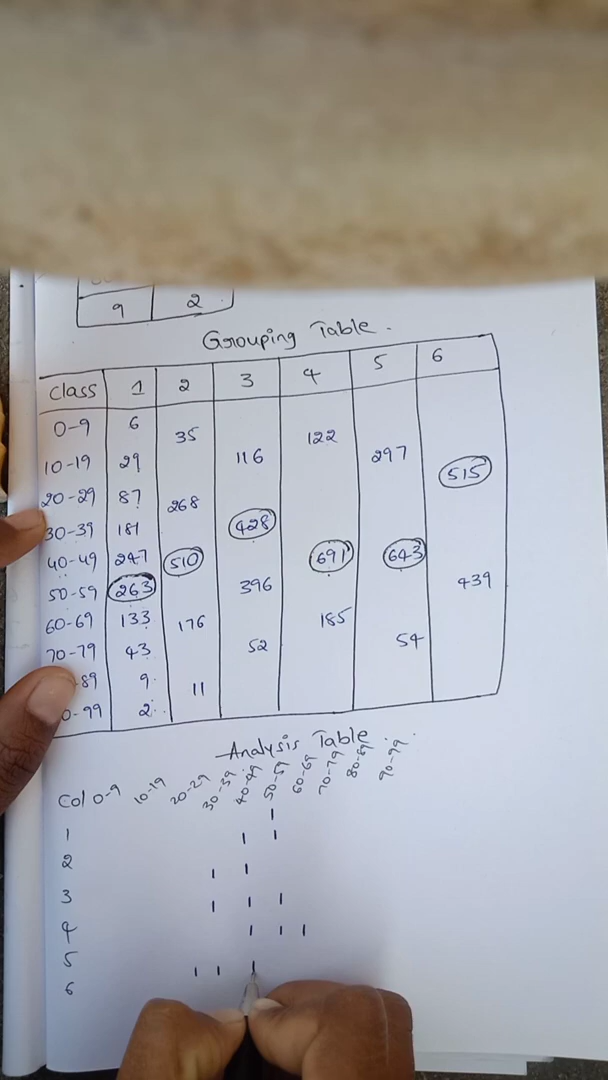 9 2
Grouping Table.
Class 1 2 3 4 5 6
0-9 6
35 122
10-19 29 116 297
515
20-29 87 268
30-39 181 428
40-49 247 510 691 643
50-59 263 396 439
60-69 133 176 185
70-79 43 52 54
-89 9
11
0-99 2
Analysis Table
Col 0-9 10-19 20-29 30-39 40-49 50-59 60-69 70-79 80-89 90-99
1
2
3
4
5
6